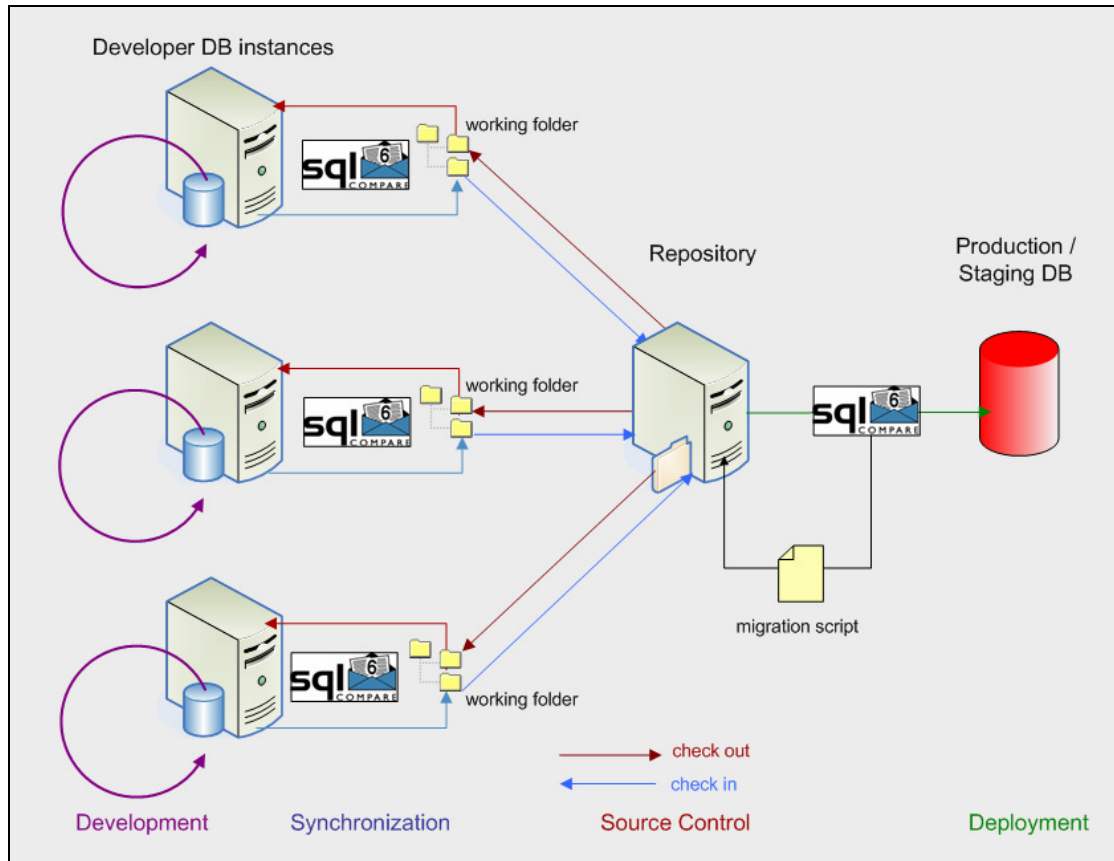 Developer DB instances
working folder
sql 6
COMPARE
Repository
Production /
Staging DB
working folder
sql 6
COMPARE
sql 6
COMPARE
migration script
sql 6
COMPARE
working folder
check out
check in
Development
Synchronization
Source Control
Deployment